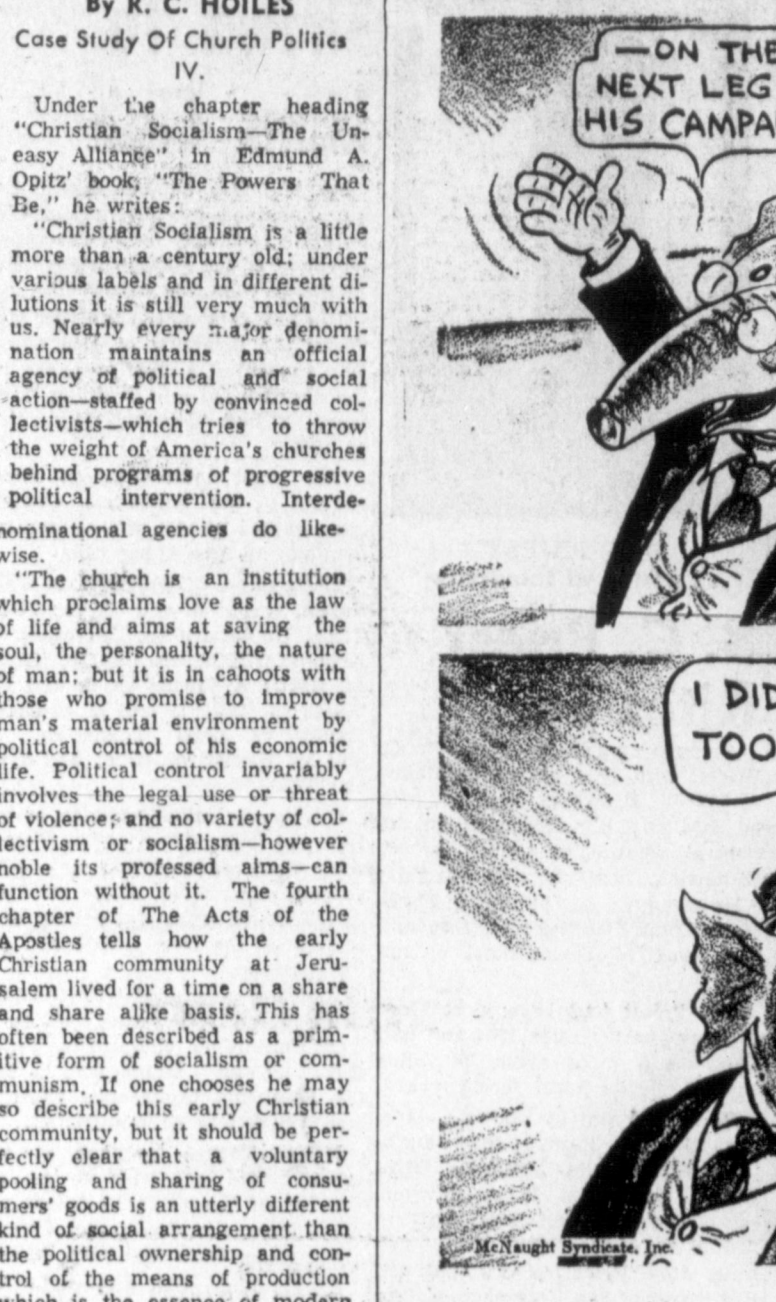 By R. C. HOILES
Case Study Of Church Politics
IV.
Under the chapter heading
"Christian Socialism—The Un-
easy Alliance" in Edmund A.
Opitz' book, "The Powers That
Be," he writes:
"Christian Socialism is a little
more than a century old; under
various labels and in different di-
lutions it is still very much with
us. Nearly every major denomi-
nation maintains an official
agency of political and social
action—staffed by convinced col-
lectivists—which tries to throw
the weight of America's churches
behind programs of progressive
political intervention. Interde-
nominational agencies do like-
wise.
"The church is an institution
which proclaims love as the law
of life and aims at saving the
soul, the personality, the nature
of man; but it is in cahoots with
those who promise to improve
man's material environment by
political control of his economic
life. Political control invariably
involves the legal use or threat
of violence; and no variety of col-
lectivism or socialism—however
noble its professed aims—can
function without it. The fourth
chapter of The Acts of the
Apostles tells how the early
Christian community at Jeru-
salem lived for a time on a share
and share alike basis. This has
often been described as a prim-
itive form of socialism or com-
munism. If one chooses he may
so describe this early Christian
community, but it should be per-
fectly clear that a voluntary
pooling and sharing of consu-
mers' goods is an utterly different
kind of social arrangement than
the political ownership and con-
trol of the means of production
which is the essence of modern
—ON THE
NEXT LEG
HIS CAMPA
I DID
TOO
McNaught Syndicate, Inc.